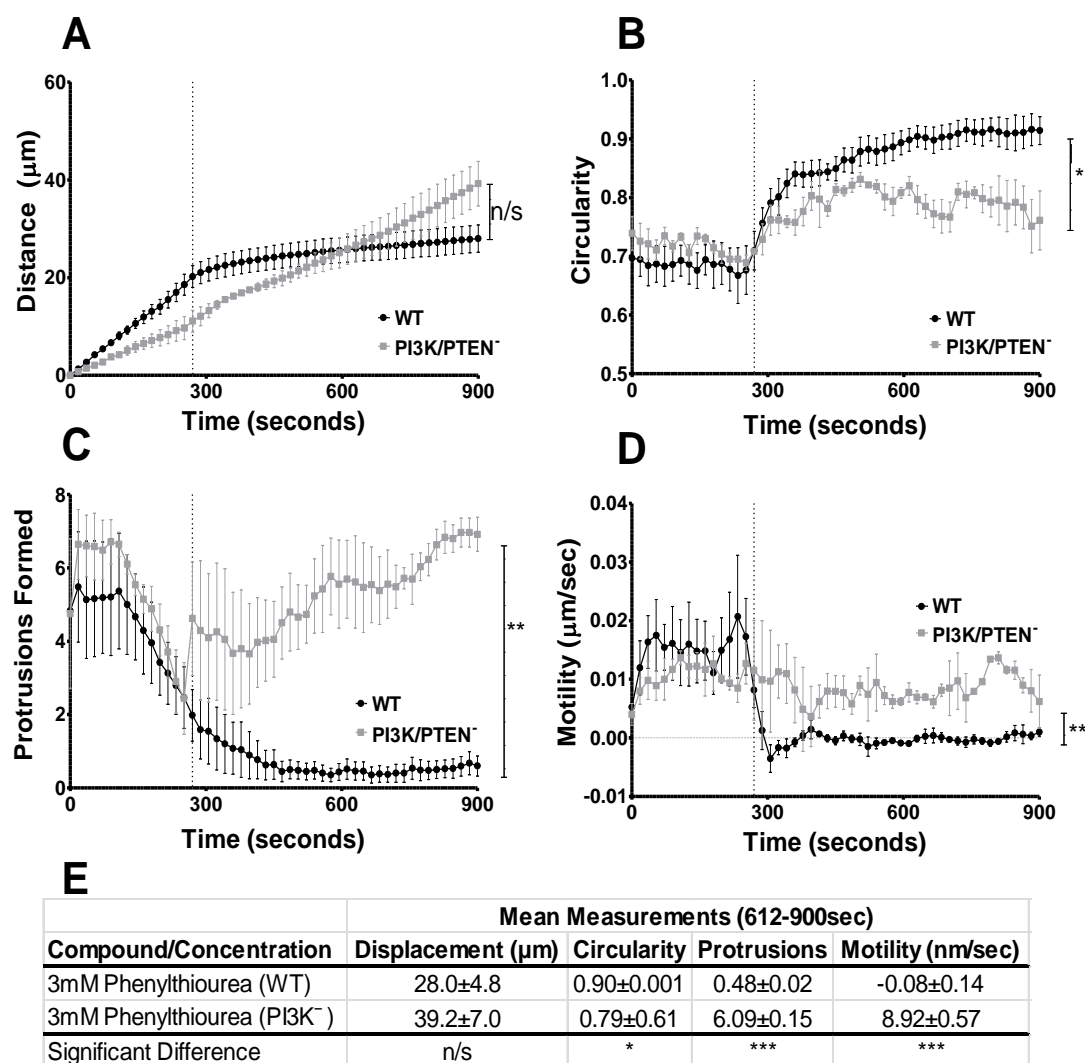 A
60
40
20
0
0 300 600 900
Distance (μm)
Time (seconds)
n/s
WT
PI3K/PTEN⁻
B
1.0
0.9
0.8
0.7
0.6
0.5
0 300 600 900
Circularity
Time (seconds)
*
WT
PI3K/PTEN⁻
C
8
6
4
2
0
0 300 600 900
Protrusions Formed
Time (seconds)
**
WT
PI3K/PTEN⁻
D
0.04
0.03
0.02
0.01
0.00
-0.01
0 300 600 900
Motility (μm/sec)
Time (seconds)
**
WT
PI3K/PTEN⁻
E
Mean Measurements (612-900sec)
Compound/Concentration Displacement (μm) Circularity Protrusions Motility (nm/sec)
3mM Phenylthiourea (WT) 28.0±4.8 0.90±0.001 0.48±0.02 -0.08±0.14
3mM Phenylthiourea (PI3K⁻) 39.2±7.0 0.79±0.61 6.09±0.15 8.92±0.57
Significant Difference n/s * *** ***